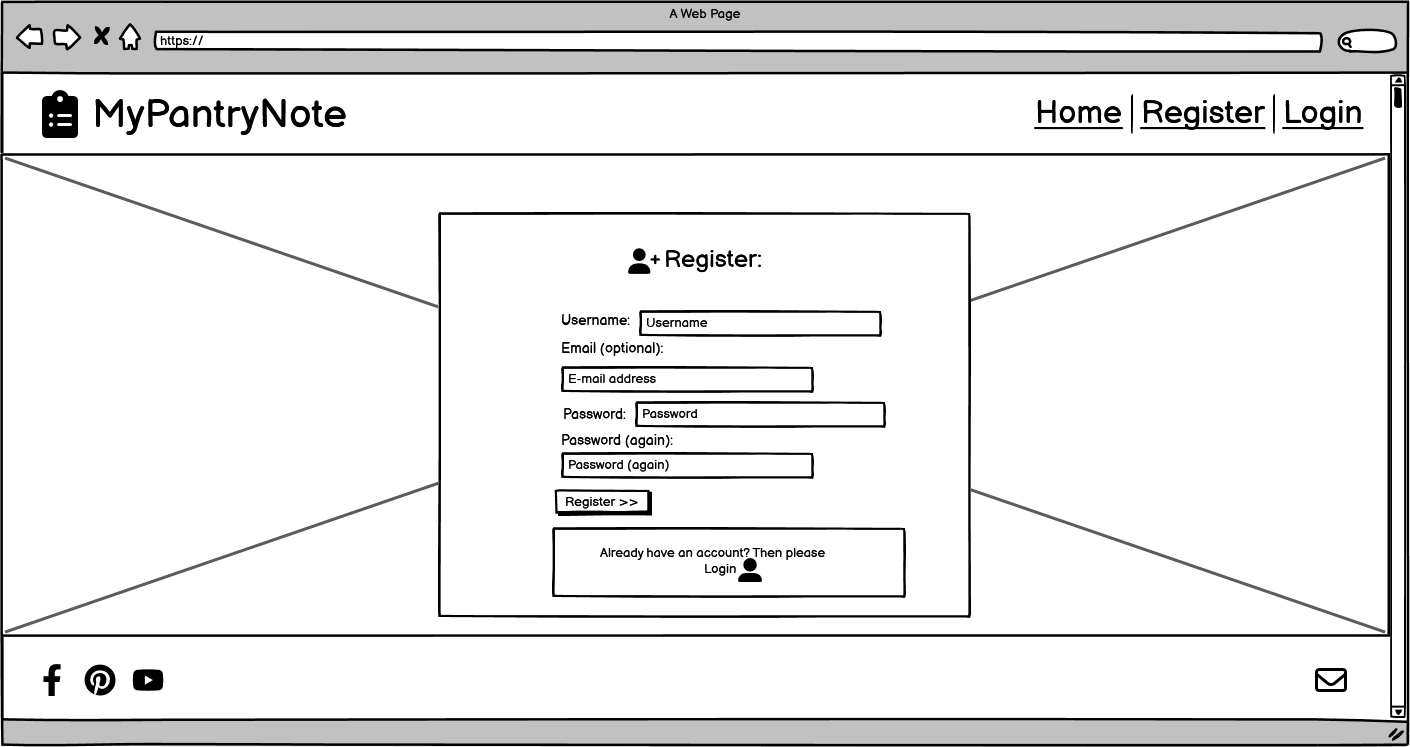 A Web Page
https://
MyPantryNote
Home Register Login
Register:
Username: Username
Email (optional):
E-mail address
Password: Password
Password (again):
Password (again)
Register >>
Already have an account? Then please
Login